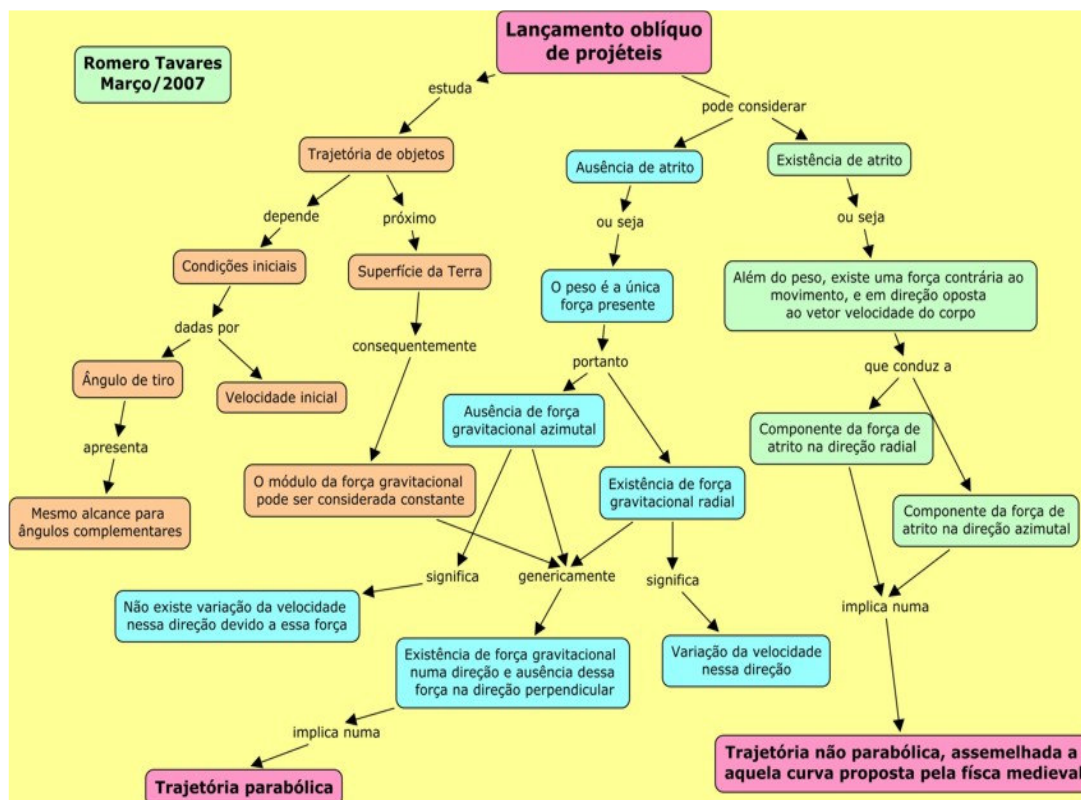 Lançamento oblíquo
de projéteis
Romero Tavares
Março/2007
estuda
pode considerar
Trajetória de objetos
Ausência de atrito
Existência de atrito
depende
próximo
ou seja
ou seja
Condições iniciais
Superfície da Terra
O peso é a única
força presente
Além do peso, existe uma força contrária ao
movimento, e em direção oposta
ao vetor velocidade do corpo
dadas por
consequentemente
portanto
que conduz a
Ângulo de tiro
Velocidade inicial
Ausência de força
gravitacional azimutal
Componente da força de
atrito na direção radial
apresenta
O módulo da força gravitacional
pode ser considerada constante
Existência de força
gravitacional radial
Mesmo alcance para
ângulos complementares
Componente da força de
atrito na direção azimutal
significa
genericamente
significa
implica numa
Não existe variação da velocidade
nessa direção devido a essa força
Existência de força gravitacional
numa direção e ausência dessa
força na direção perpendicular
Variação da velocidade
nessa direção
implica numa
Trajetória parabólica
Trajetória não parabólica, assemelhada a
aquela curva proposta pela físca medieval